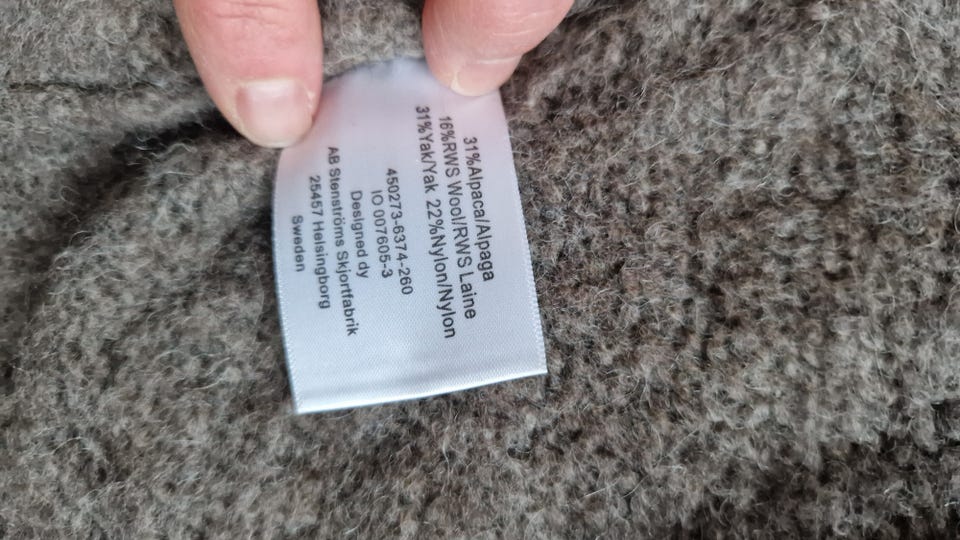 31%Alpaca/Alpaga
16%RWS Wool/RWS Laine
31%Yak/Yak 22%Nylon/Nylon
450273-6374-260
IO 007605-3
Designed dy
AB Stenströms Skjortfabrik
25457 Helsingborg
Sweden